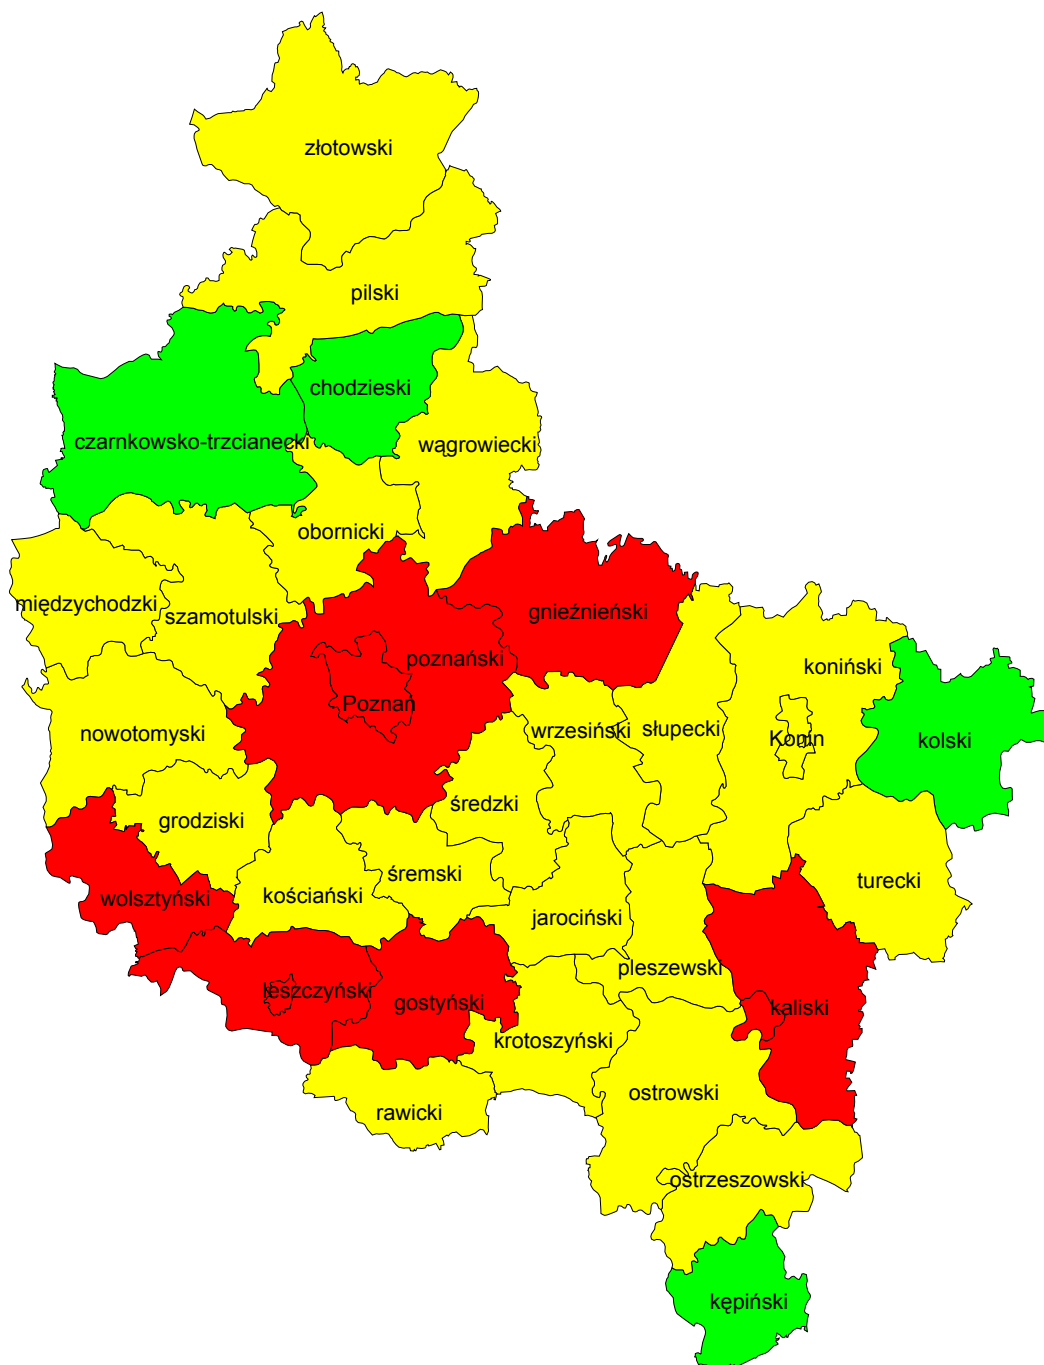 złotowski
pilski
chodzieski
czarnkowsko-trzcianecki
wągrowiecki
obornicki
międzychodzki
szamotulski
gnieźnieński
poznański
koniński
Poznań
nowotomyski
wrzesiński
słupecki
Konin
kolski
średzki
grodziski
śremski
turecki
wolsztyński
kościański
jarociński
pleszewski
leszczyński
gostyński
kaliski
krotoszyński
ostrowski
rawicki
ostrzeszowski
kępiński